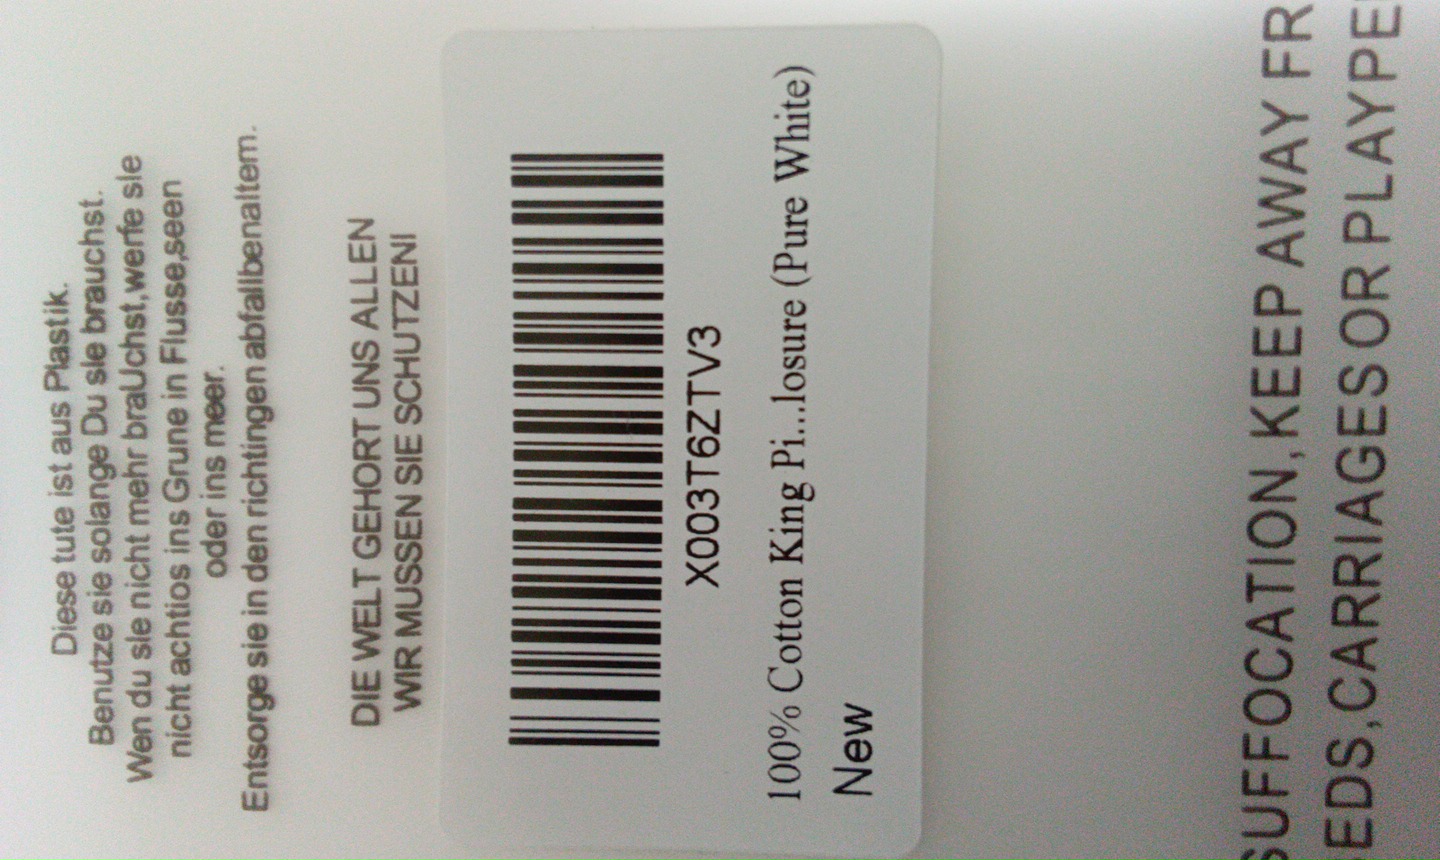 Diese tute ist aus Plastik.
Benutze sie solange Du sie brauchst.
Wen du sie nicht mehr braUchst,werfe sie
nicht achtios ins Grune in Flusse,seen
oder ins meer.
Entsorge sie in den richtingen abfallbenaltem.
DIE WELT GEHORT UNS ALLEN
WIR MUSSEN SIE SCHUTZEN!
X003T6ZTV3
100% Cotton King Pi...losure (Pure White)
New
SUFFOCATION,KEEP AWAY FR
EDS,CARRIAGES OR PLAYPE